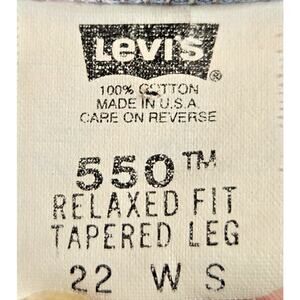 Levi's ®
100% COTTON
MADE IN U.S.A.
CARE ON REVERSE
550™
RELAXED FIT
TAPERED LEG
22 W S